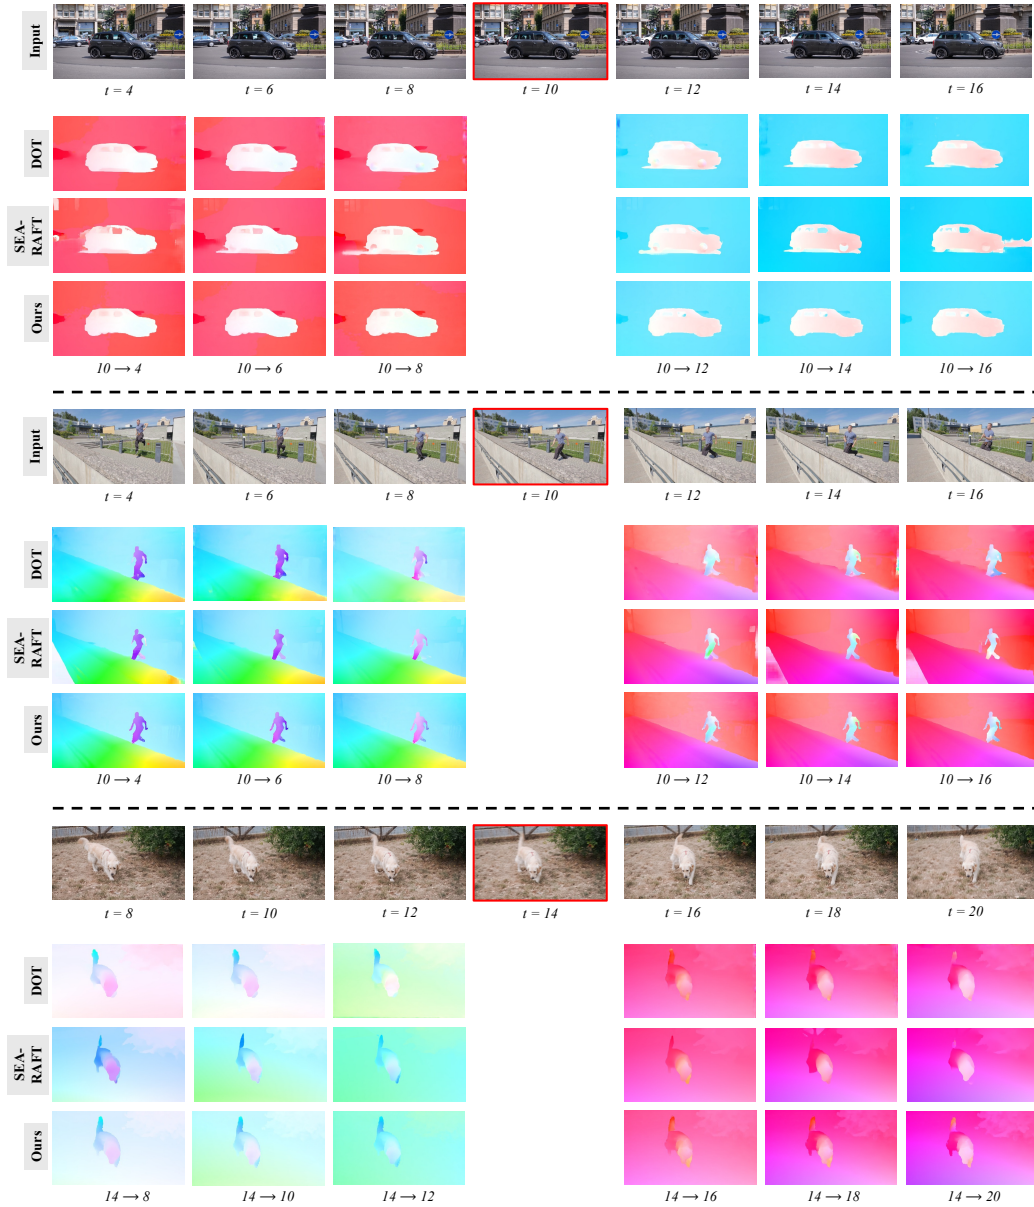 Input
t = 4 t = 6 t = 8 t = 10 t = 12 t = 14 t = 16
DOT
SEA-
RAFT
Ours
10 → 4 10 → 6 10 → 8 10 → 12 10 → 14 10 → 16
Input
t = 4 t = 6 t = 8 t = 10 t = 12 t = 14 t = 16
DOT
SEA-
RAFT
Ours
10 → 4 10 → 6 10 → 8 10 → 12 10 → 14 10 → 16
t = 8 t = 10 t = 12 t = 14 t = 16 t = 18 t = 20
DOT
SEA-
RAFT
Ours
14 → 8 14 → 10 14 → 12 14 → 16 14 → 18 14 → 20